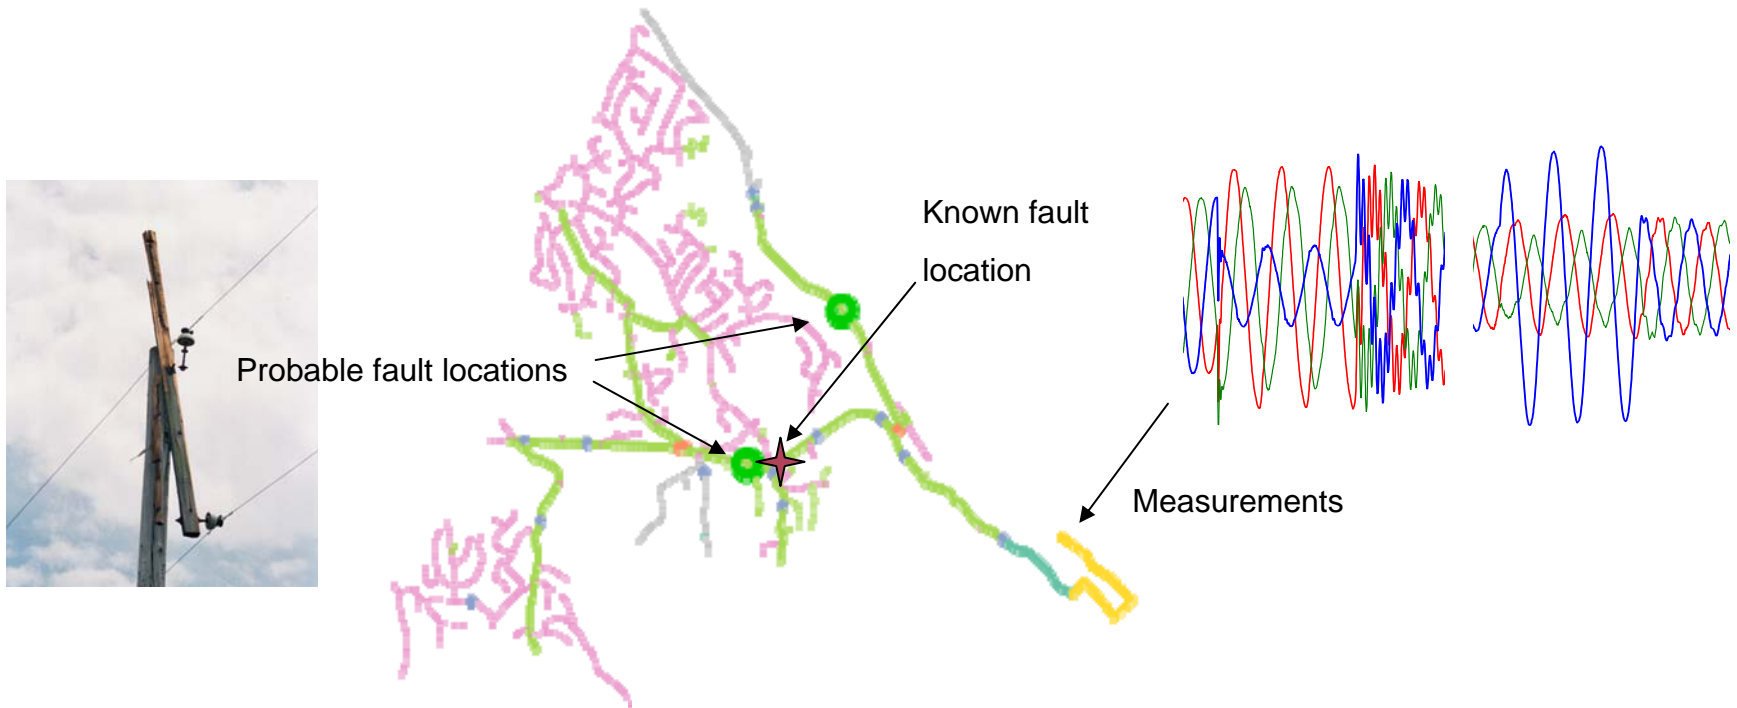 Known fault
location
Probable fault locations
Measurements